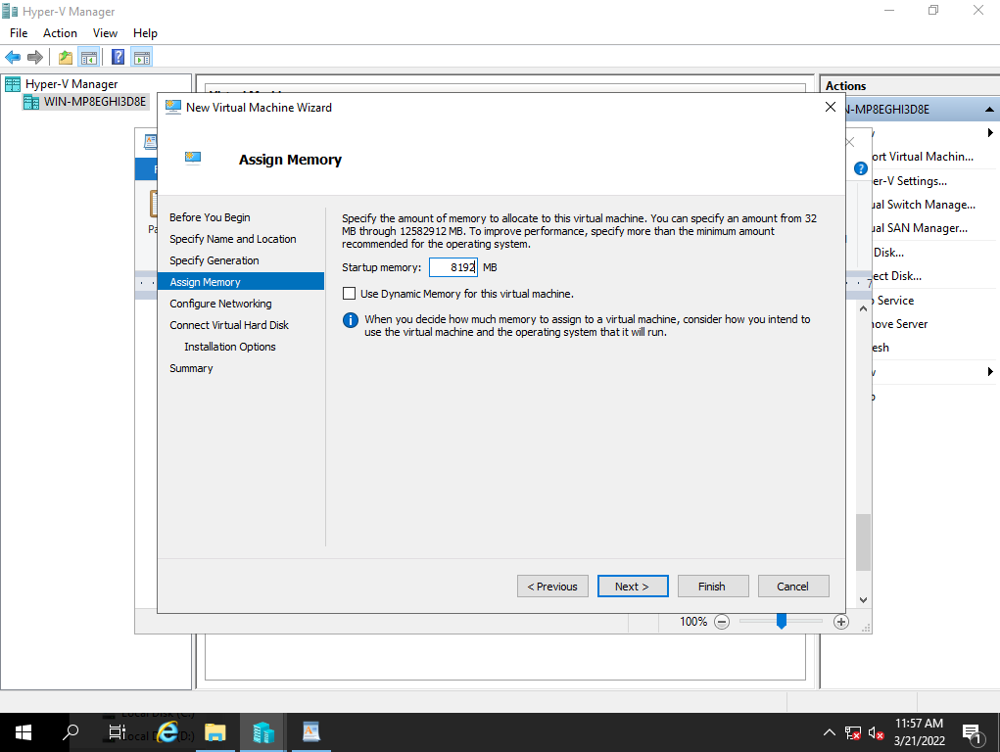 Hyper-V Manager
File Action View Help
Hyper-V Manager
WIN-MP8EGHI3D8E
New Virtual Machine Wizard
Assign Memory
Before You Begin
Specify Name and Location
Specify Generation
Assign Memory
Configure Networking
Connect Virtual Hard Disk
Installation Options
Summary
Specify the amount of memory to allocate to this virtual machine. You can specify an amount from 32
MB through 12582912 MB. To improve performance, specify more than the minimum amount
recommended for the operating system.
Startup memory: 8192 MB
Use Dynamic Memory for this virtual machine.
When you decide how much memory to assign to a virtual machine, consider how you intend to
use the virtual machine and the operating system that it will run.
< Previous
Next >
Finish
Cancel
100%
Actions
N-MP8EGHI3D8E
ort Virtual Machin...
er-V Settings...
ual Switch Manage...
ual SAN Manager...
Disk...
ect Disk...
Service
nove Server
esh
Local Disk (C:)
Local Disk (D:)
11:57 AM
3/21/2022
1